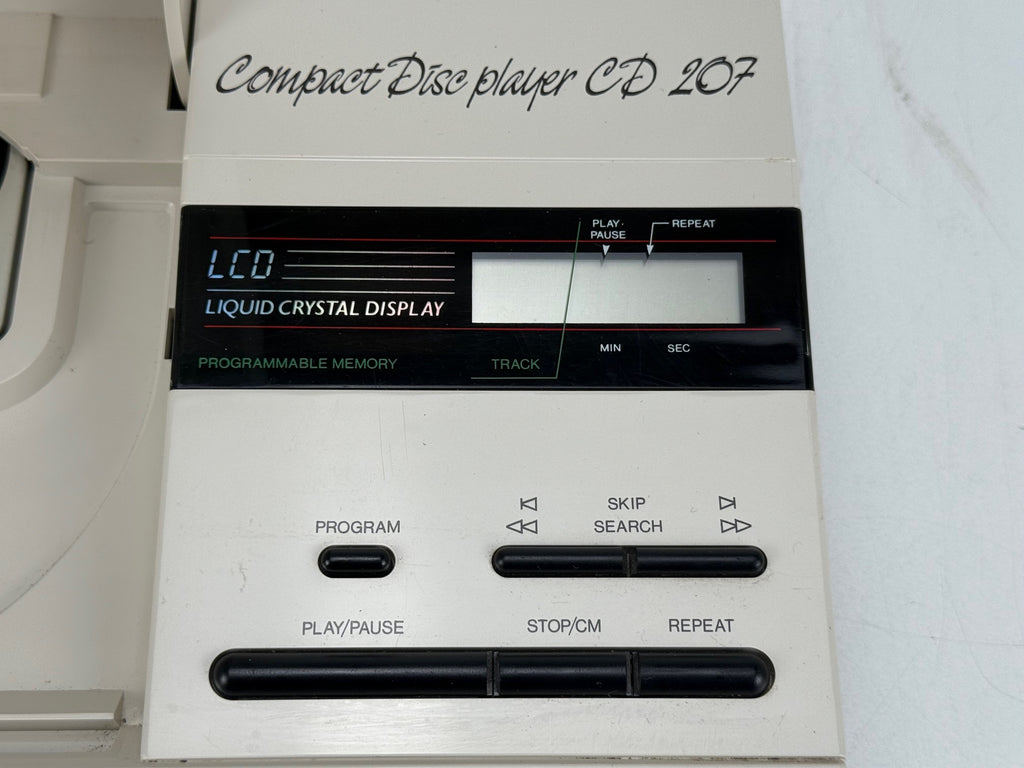 Compact Disc player CD 207
PLAY· REPEAT
PAUSE
LCD
LIQUID CRYSTAL DISPLAY
MIN SEC
PROGRAMMABLE MEMORY TRACK
SKIP
PROGRAM SEARCH
PLAY/PAUSE STOP/CM REPEAT